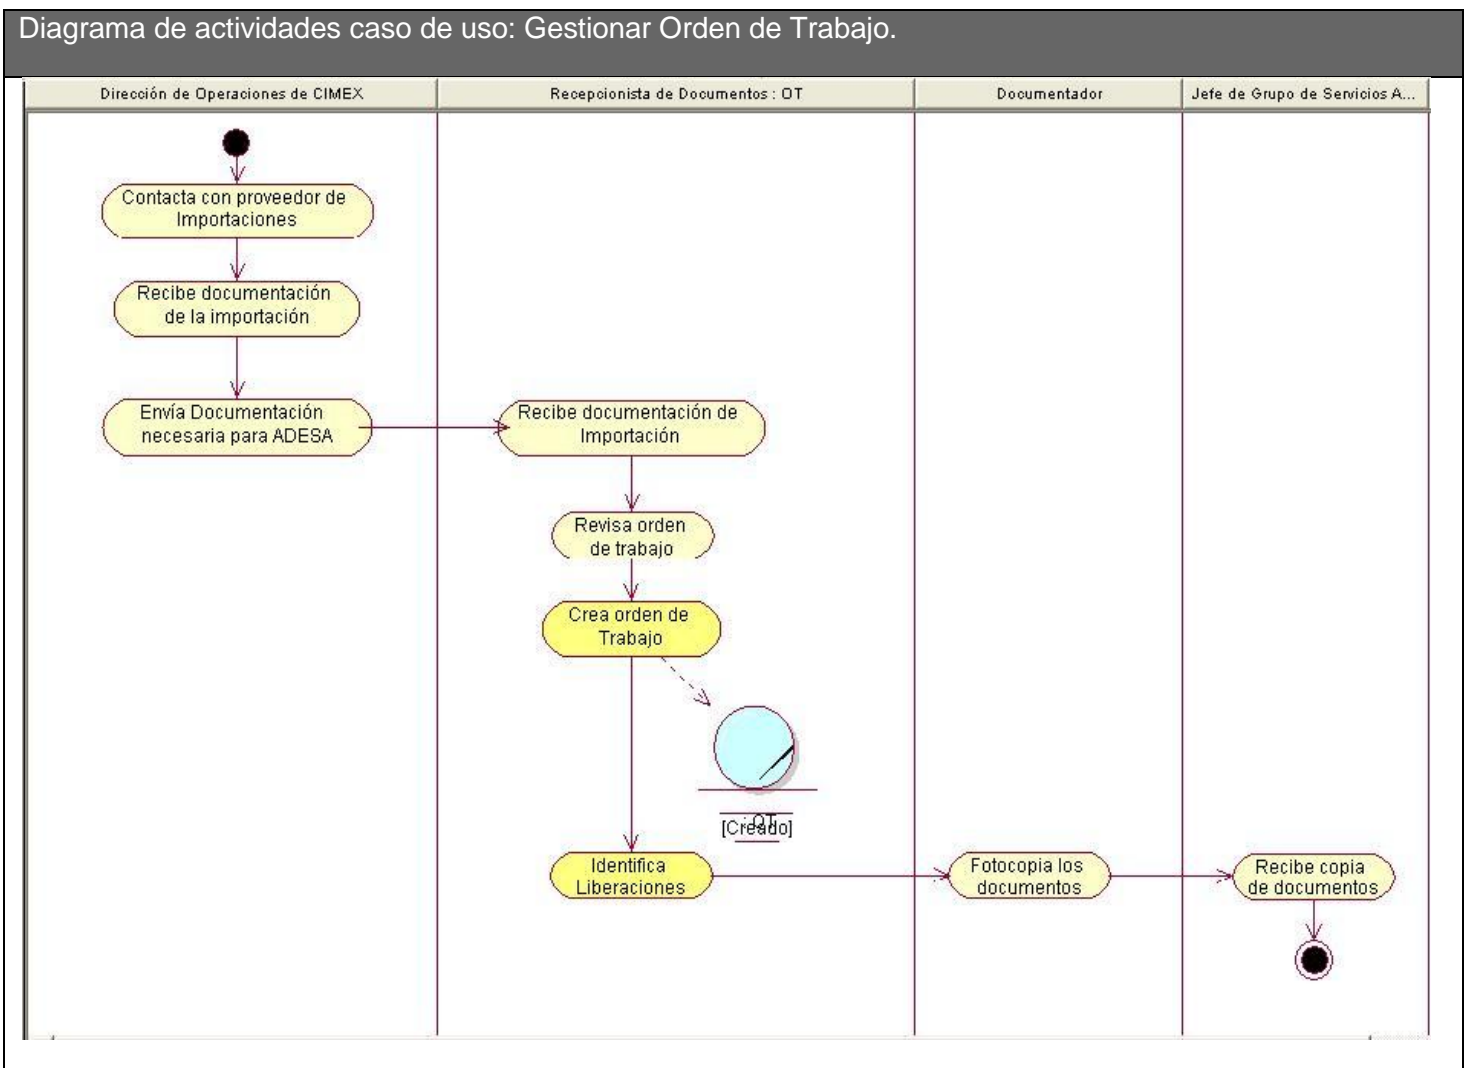 Diagrama de actividades caso de uso: Gestionar Orden de Trabajo.
Dirección de Operaciones de CIMEX
Recepcionista de Documentos : OT
Documentador
Jefe de Grupo de Servicios A...
Contacta con proveedor de
Importaciones
Recibe documentación
de la importación
Envía Documentación
necesaria para ADESA
Recibe documentación de
Importación
Revisa orden
de trabajo
Crea orden de
Trabajo
: OT
[Creado]
Identifica
Liberaciones
Fotocopia los
documentos
Recibe copia
de documentos